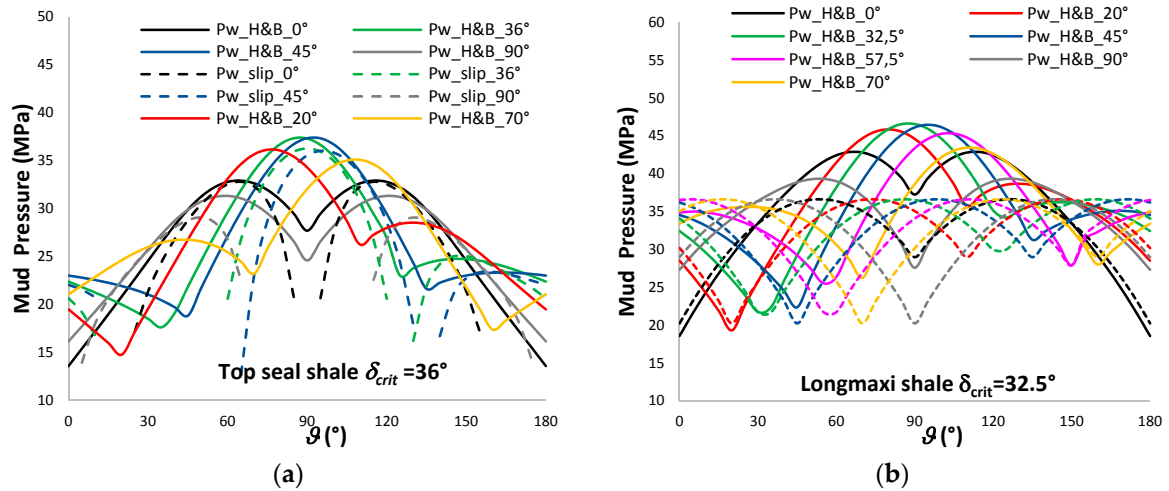 50
45
40
35
30
25
20
15
10
Mud Pressure (MPa)
Pw_H&B_0° Pw_H&B_36°
Pw_H&B_45° Pw_H&B_90°
Pw_slip_0° Pw_slip_36°
Pw_slip_45° Pw_slip_90°
Pw_H&B_20° Pw_H&B_70°
Top seal shale δcrit =36°
0 30 60 90 120 150 180
ϑ (°)
(a)
60
55
50
45
40
35
30
25
20
15
10
Mud Pressure (MPa)
Pw_H&B_0° Pw_H&B_20°
Pw_H&B_32,5° Pw_H&B_45°
Pw_H&B_57,5° Pw_H&B_90°
Pw_H&B_70°
Longmaxi shale δcrit=32.5°
0 30 60 90 120 150 180
ϑ (°)
(b)